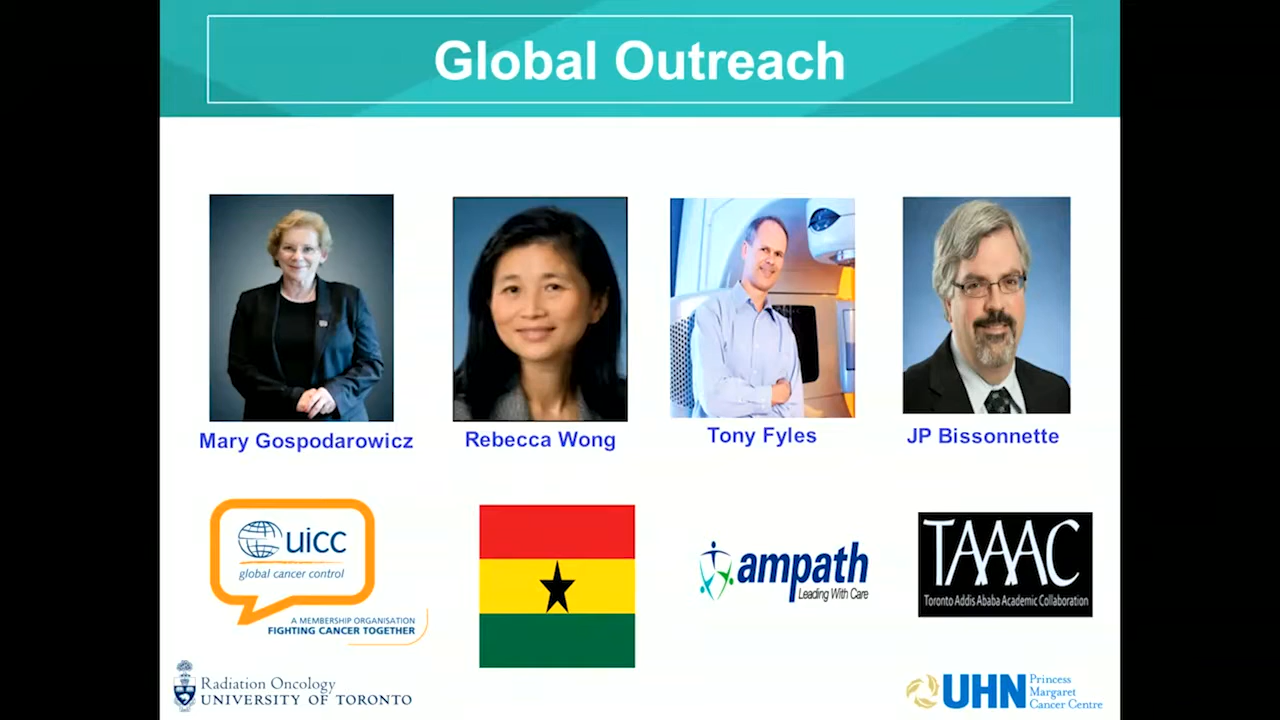 Global Outreach
Mary Gospodarowicz
Rebecca Wong
Tony Fyles
JP Bissonnette
uicc
global cancer control
A MEMBERSHIP ORGANISATION
FIGHTING CANCER TOGETHER
ampath
Leading With Care
TAAAC
Toronto Addis Ababa Academic Collaboration
Radiation Oncology
UNIVERSITY OF TORONTO
UHN
Princess
Margaret
Cancer Centre